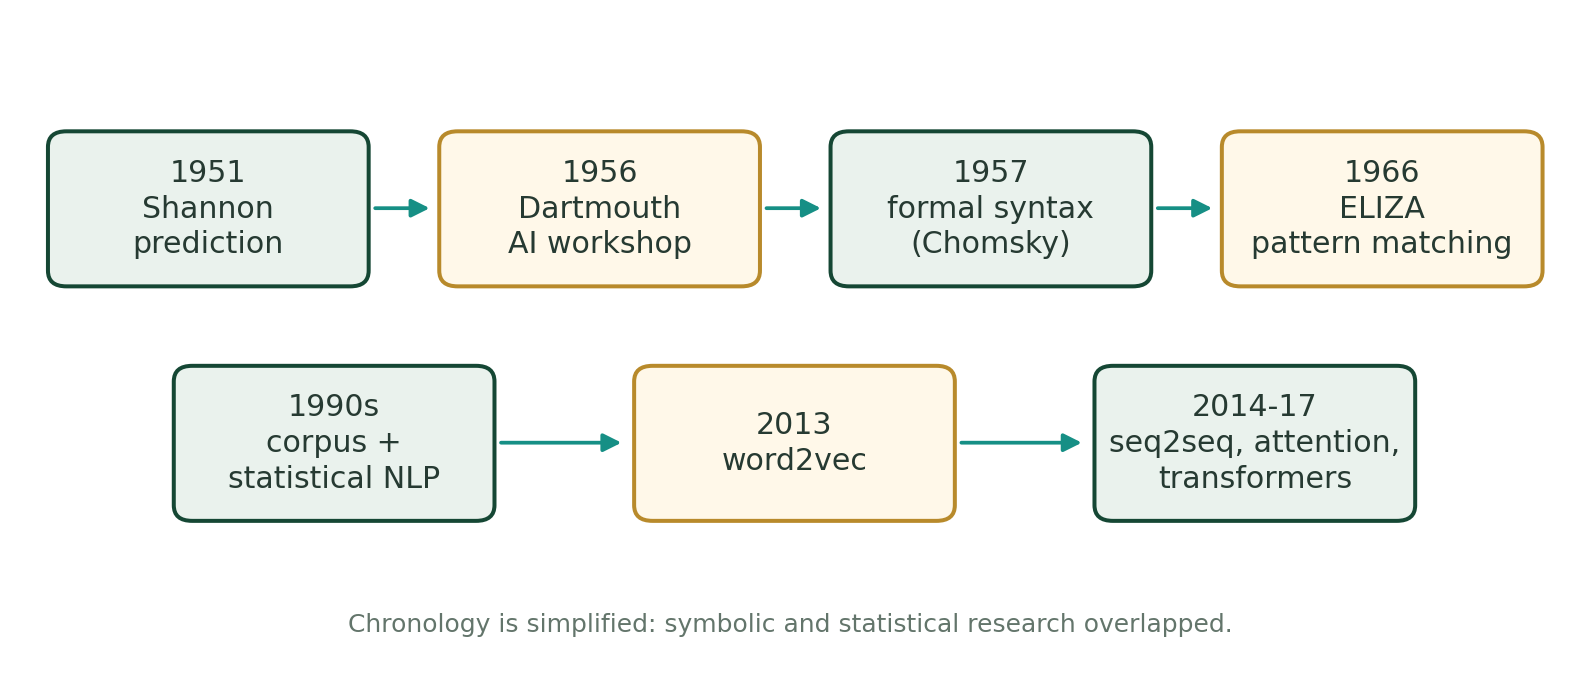 1951
Shannon
prediction
1956
Dartmouth
AI workshop
1957
formal syntax
(Chomsky)
1966
ELIZA
pattern matching
1990s
corpus +
statistical NLP
2013
word2vec
2014-17
seq2seq, attention,
transformers
Chronology is simplified: symbolic and statistical research overlapped.